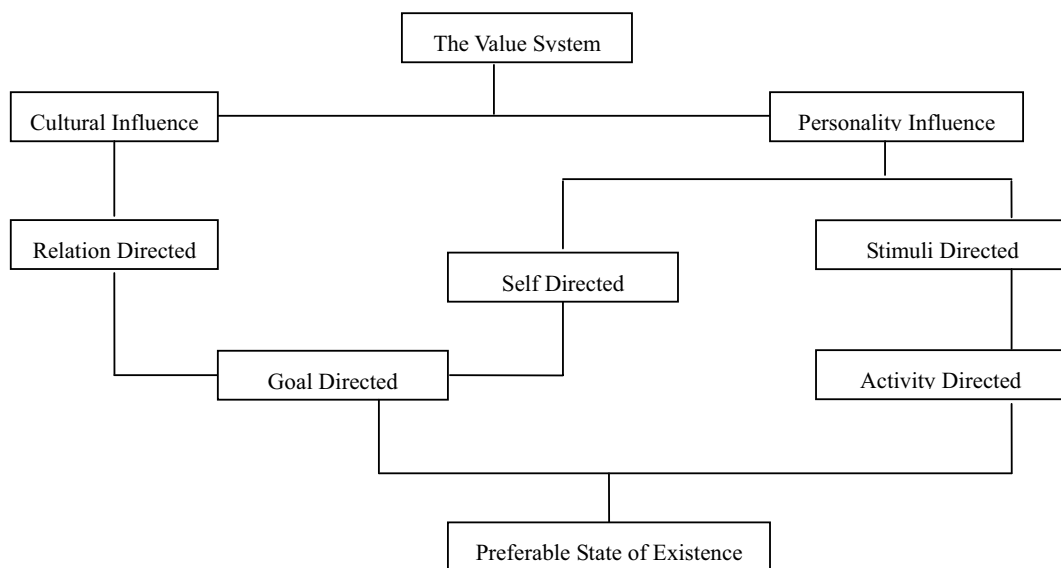 The Value System
Cultural Influence
Personality Influence
Relation Directed
Stimuli Directed
Self Directed
Goal Directed
Activity Directed
Preferable State of Existence